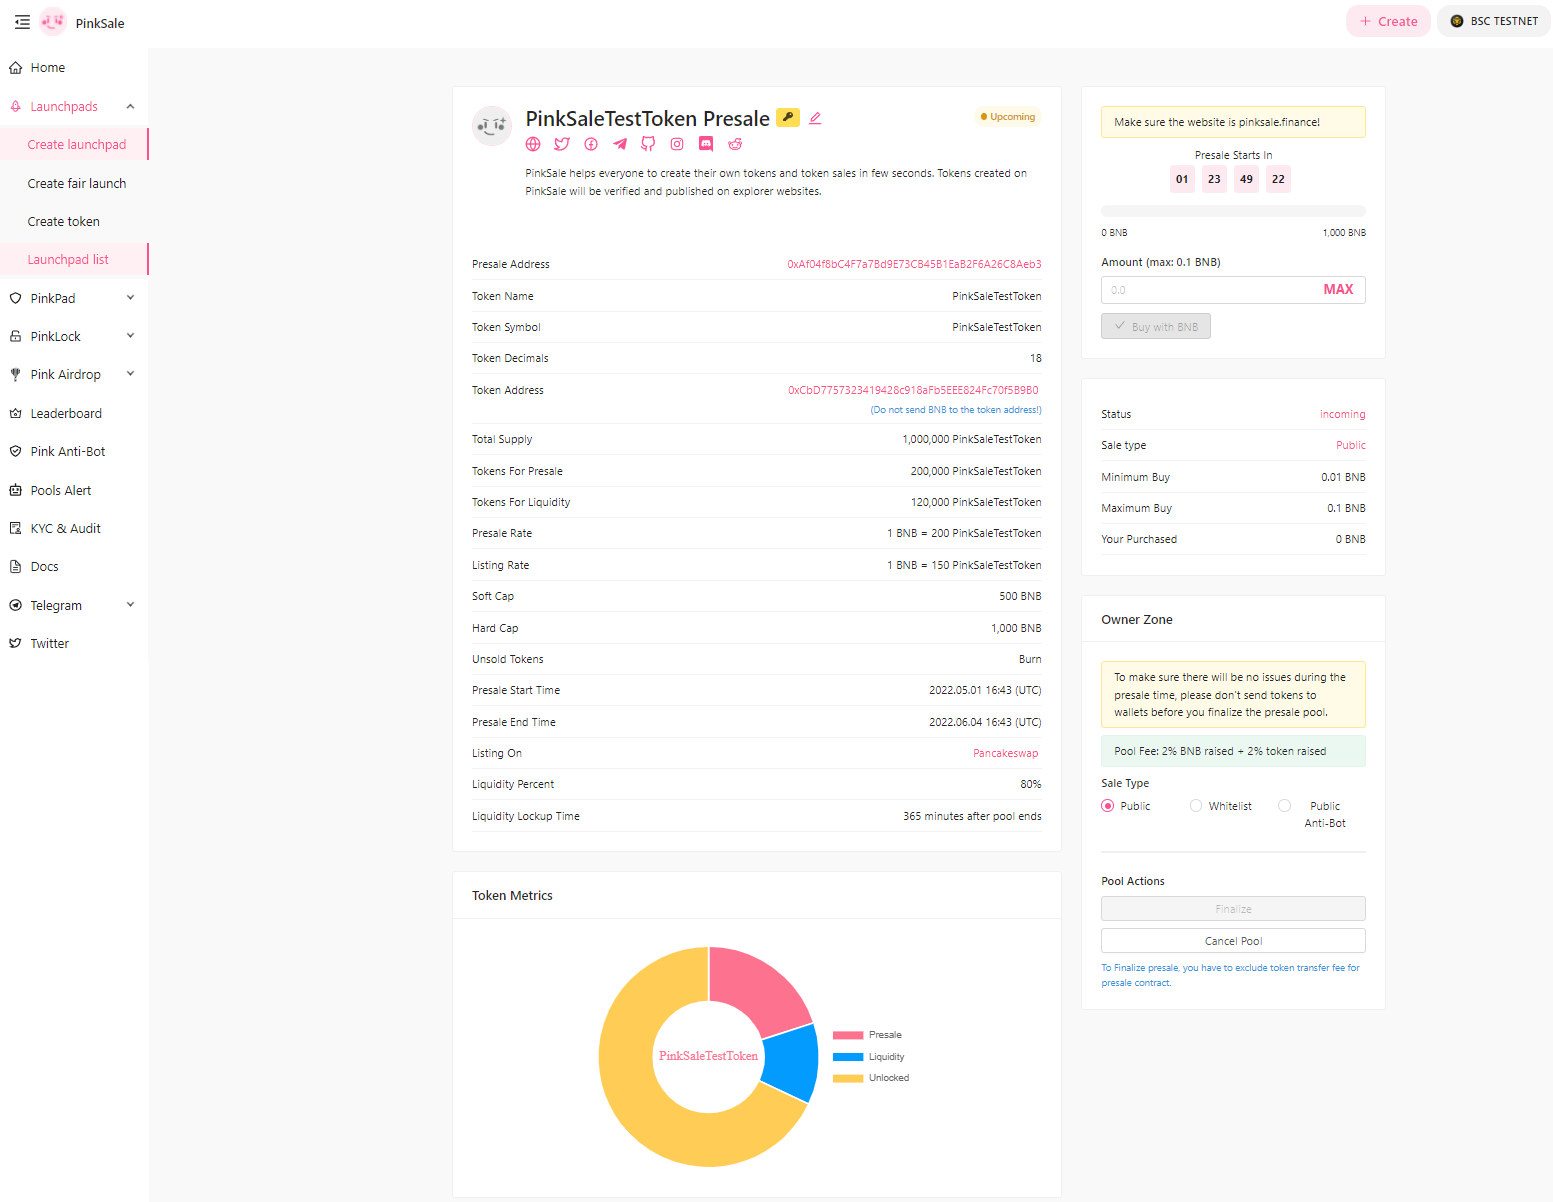 PinkSale
+ Create
BSC TESTNET
Home
Launchpads
Create launchpad
Create fair launch
Create token
Launchpad list
PinkPad
PinkLock
Pink Airdrop
Leaderboard
Pink Anti-Bot
Pools Alert
KYC & Audit
Docs
Telegram
Twitter
PinkSaleTestToken Presale
Upcoming
PinkSale helps everyone to create their own tokens and token sales in few seconds. Tokens created on
PinkSale will be verified and published on explorer websites.
Presale Address 0xAf04f8bC4F7a7Bd9E73CB45B1EaB2F6A26C8Aeb3
Token Name PinkSaleTestToken
Token Symbol PinkSaleTestToken
Token Decimals 18
Token Address 0xCbD7757323419428c918aFb5EEE824Fc70f5B9B0
(Do not send BNB to the token address!)
Total Supply 1,000,000 PinkSaleTestToken
Tokens For Presale 200,000 PinkSaleTestToken
Tokens For Liquidity 120,000 PinkSaleTestToken
Presale Rate 1 BNB = 200 PinkSaleTestToken
Listing Rate 1 BNB = 150 PinkSaleTestToken
Soft Cap 500 BNB
Hard Cap 1,000 BNB
Unsold Tokens Burn
Presale Start Time 2022.05.01 16:43 (UTC)
Presale End Time 2022.06.04 16:43 (UTC)
Listing On Pancakeswap
Liquidity Percent 80%
Liquidity Lockup Time 365 minutes after pool ends
Token Metrics
PinkSaleTestToken
Presale
Liquidity
Unlocked
Make sure the website is pinksale.finance!
Presale Starts In
01 23 49 22
0 BNB 1,000 BNB
Amount (max: 0.1 BNB)
0.0 MAX
Buy with BNB
Status incoming
Sale type Public
Minimum Buy 0.01 BNB
Maximum Buy 0.1 BNB
Your Purchased 0 BNB
Owner Zone
To make sure there will be no issues during the
presale time, please don't send tokens to
wallets before you finalize the presale pool.
Pool Fee: 2% BNB raised + 2% token raised
Sale Type
Public Whitelist Public
Anti-Bot
Pool Actions
Finalize
Cancel Pool
To Finalize presale, you have to exclude token transfer fee for
presale contract.